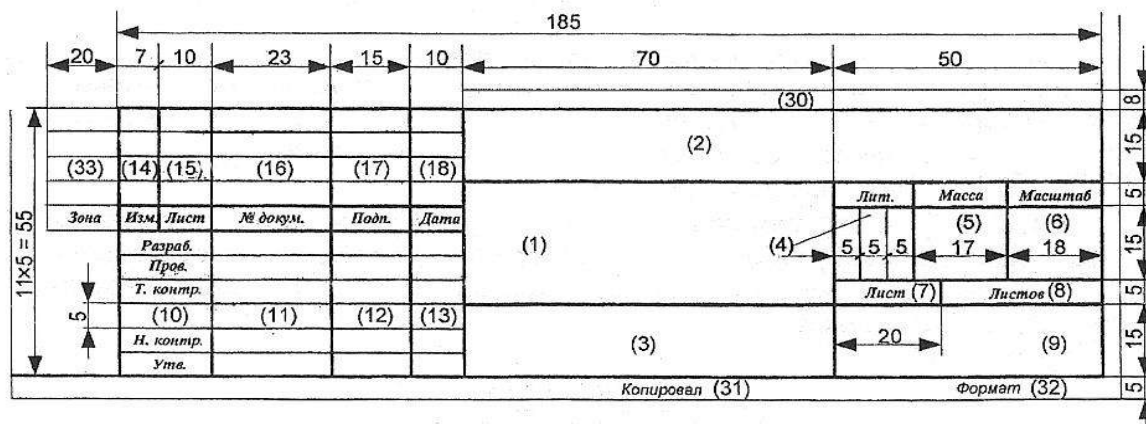 185
20 7 10 23 15 10 70 50
(30) 8
(2) 15
(33) (14) (15) (16) (17) (18)
Лит. Масса Масштаб 5
Зона Изм. Лист № докум. Подп. Дата
(1) (4) (5) (6)
5 5 5 17 18 15
Разраб.
Пров.
Т. контр. Лист (7) Листов (8) 5
11x5 = 55
5 (10) (11) (12) (13)
Н. контр. (3) 20 (9) 15
Утв.
Копировал (31) Формат (32) 5